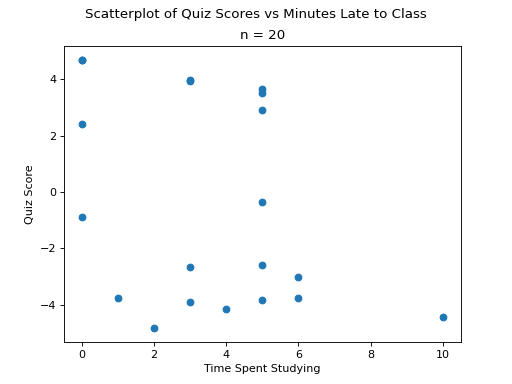 Scatterplot of Quiz Scores vs Minutes Late to Class
n = 20
4
2
0
−2
−4
Quiz Score
0 2 4 6 8 10
Time Spent Studying